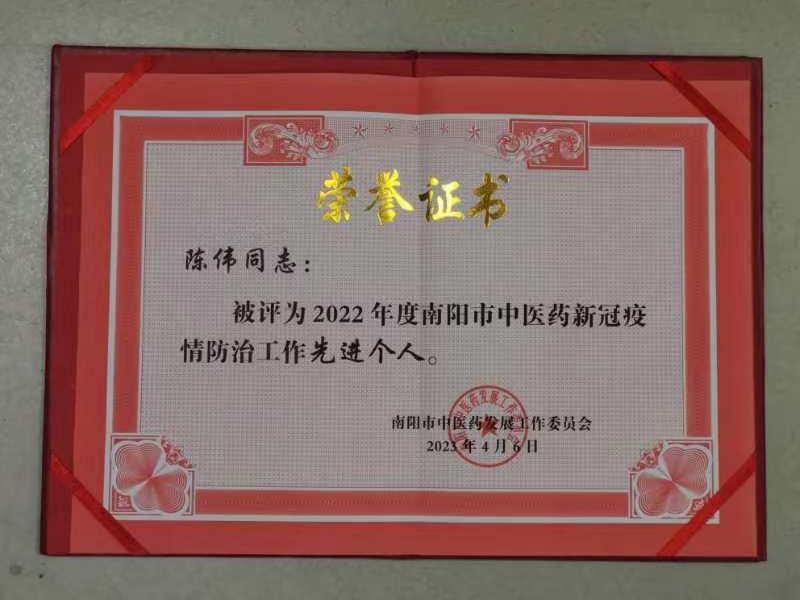 荣誉证书
陈伟同志：
被评为2022年度南阳市中医药新冠疫
情防治工作先进个人。
南阳市中医药发展工作委员会
2023年4月6日